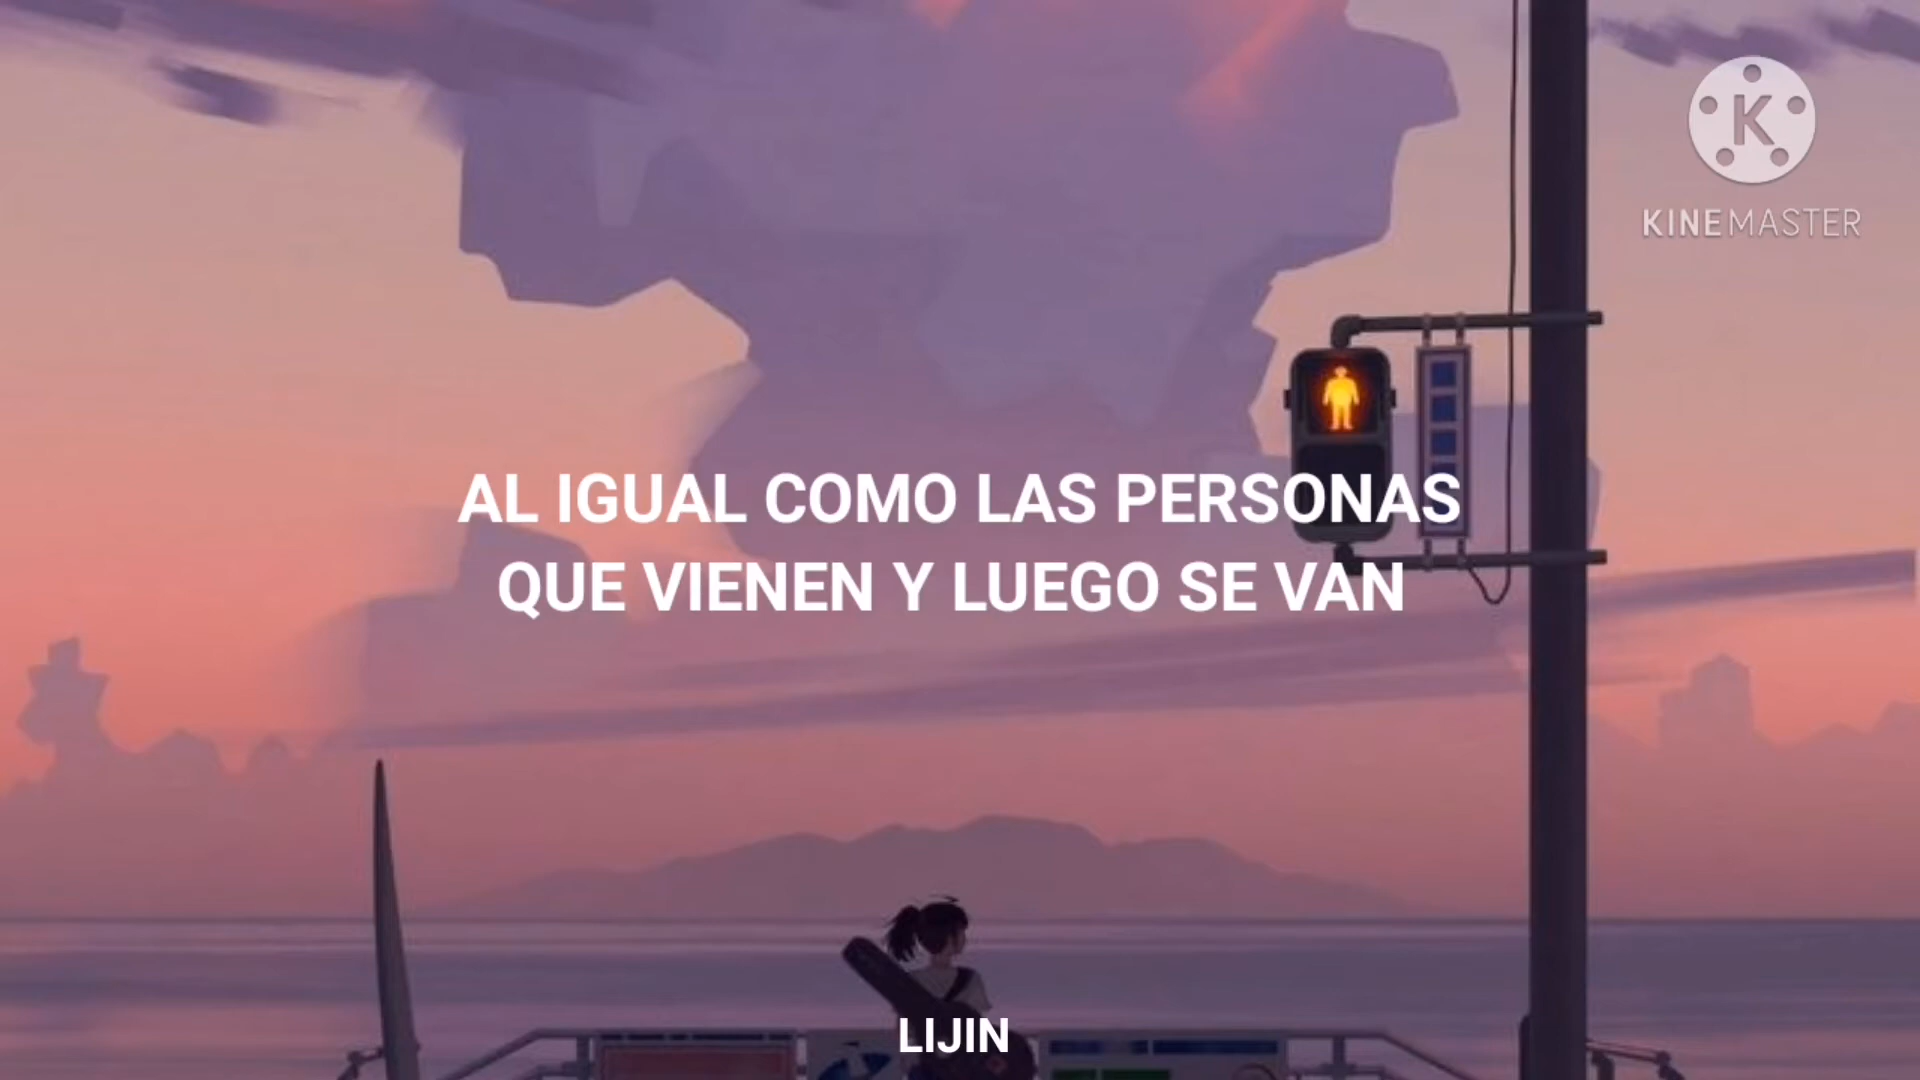 KINEMASTER
AL IGUAL COMO LAS PERSONAS
QUE VIENEN Y LUEGO SE VAN
LIJIN